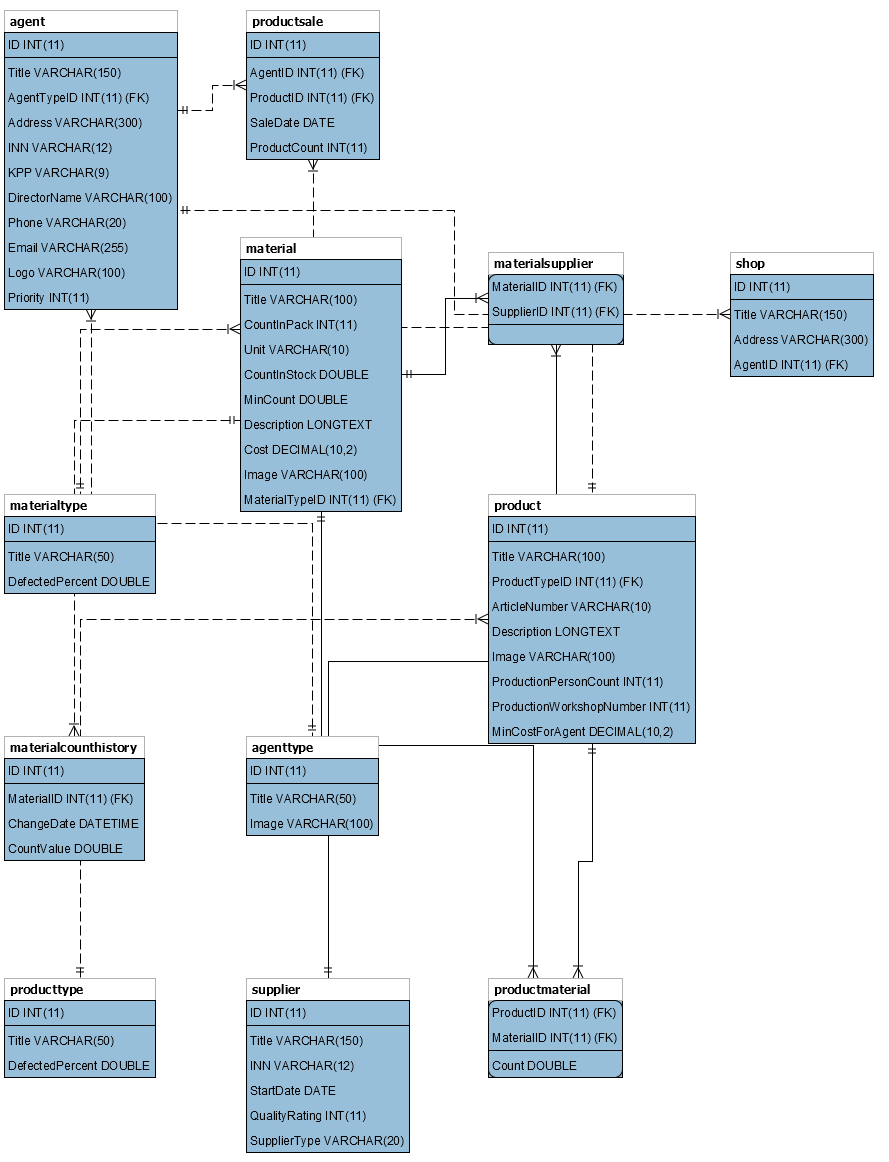 agent
ID INT(11)
Title VARCHAR(150)
AgentTypeID INT(11) (FK)
Address VARCHAR(300)
INN VARCHAR(12)
KPP VARCHAR(9)
DirectorName VARCHAR(100)
Phone VARCHAR(20)
Email VARCHAR(255)
Logo VARCHAR(100)
Priority INT(11)
productsale
ID INT(11)
AgentID INT(11) (FK)
ProductID INT(11) (FK)
SaleDate DATE
ProductCount INT(11)
material
ID INT(11)
Title VARCHAR(100)
CountInPack INT(11)
Unit VARCHAR(10)
CountInStock DOUBLE
MinCount DOUBLE
Description LONGTEXT
Cost DECIMAL(10,2)
Image VARCHAR(100)
MaterialTypeID INT(11) (FK)
materialsupplier
MaterialID INT(11) (FK)
SupplierID INT(11) (FK)
shop
ID INT(11)
Title VARCHAR(150)
Address VARCHAR(300)
AgentID INT(11) (FK)
materialtype
ID INT(11)
Title VARCHAR(50)
DefectedPercent DOUBLE
product
ID INT(11)
Title VARCHAR(100)
ProductTypeID INT(11) (FK)
ArticleNumber VARCHAR(10)
Description LONGTEXT
Image VARCHAR(100)
ProductionPersonCount INT(11)
ProductionWorkshopNumber INT(11)
MinCostForAgent DECIMAL(10,2)
materialcounthistory
ID INT(11)
MaterialID INT(11) (FK)
ChangeDate DATETIME
CountValue DOUBLE
agenttype
ID INT(11)
Title VARCHAR(50)
Image VARCHAR(100)
producttype
ID INT(11)
Title VARCHAR(50)
DefectedPercent DOUBLE
supplier
ID INT(11)
Title VARCHAR(150)
INN VARCHAR(12)
StartDate DATE
QualityRating INT(11)
SupplierType VARCHAR(20)
productmaterial
ProductID INT(11) (FK)
MaterialID INT(11) (FK)
Count DOUBLE